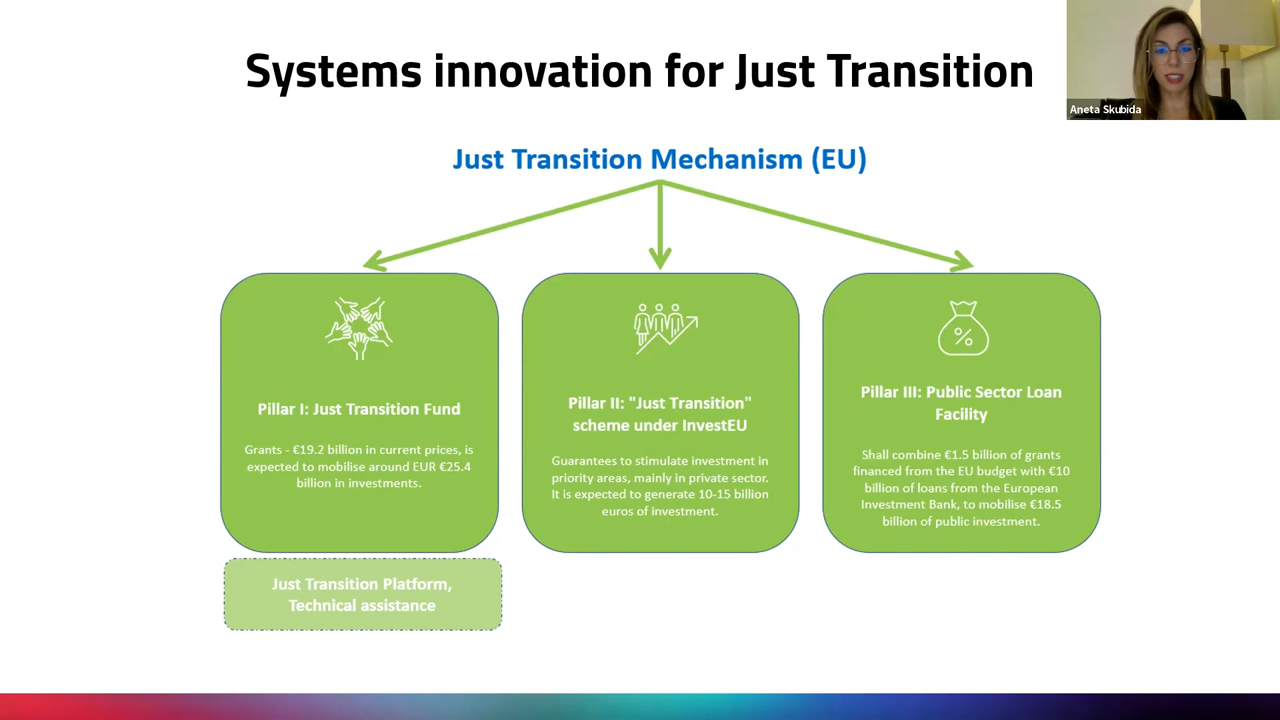 Systems innovation for Just Transition
Aneta Skubida
Just Transition Mechanism (EU)
Pillar I: Just Transition Fund
Grants - €19.2 billion in current prices, is
expected to mobilise around EUR €25.4
billion in investments.
Pillar II: "Just Transition"
scheme under InvestEU
Guarantees to stimulate investment in
priority areas, mainly in private sector.
It is expected to generate 10-15 billion
euros of investment.
%
Pillar III: Public Sector Loan
Facility
Shall combine €1.5 billion of grants
financed from the EU budget with €10
billion of loans from the European
Investment Bank, to mobilise €18.5
billion of public investment.
Just Transition Platform,
Technical assistance